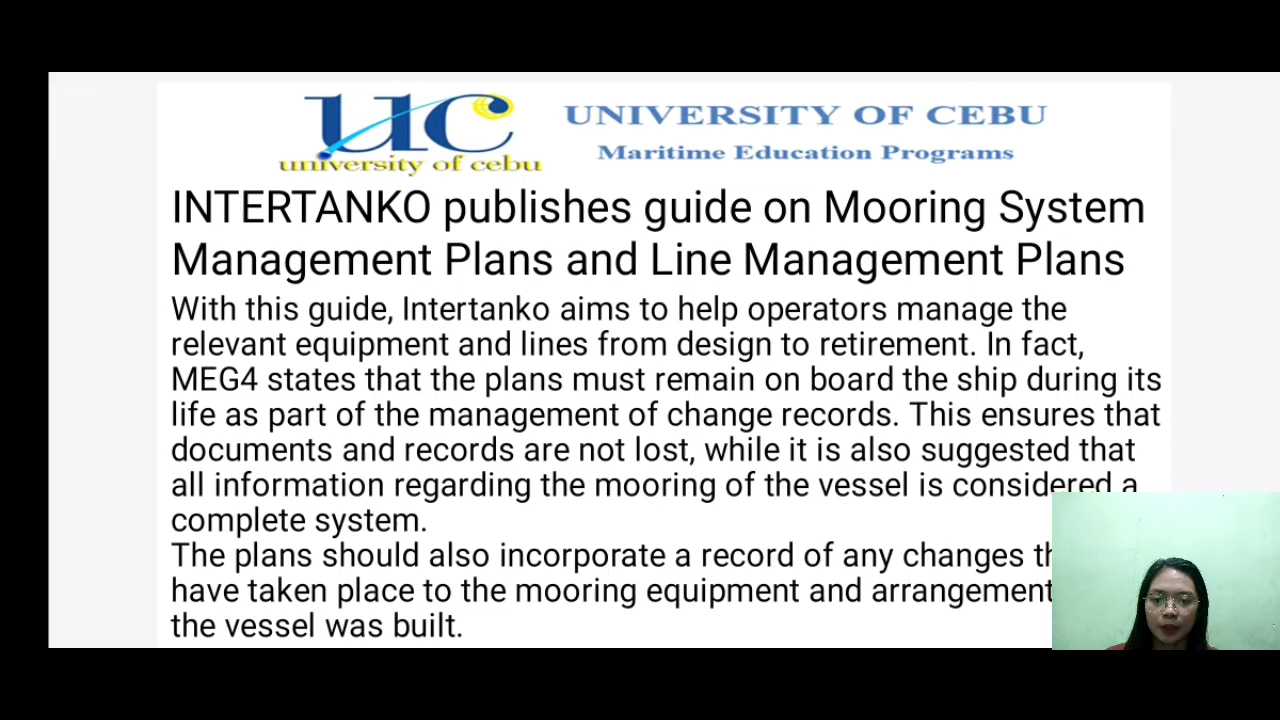 UC
university of cebu
UNIVERSITY OF CEBU
Maritime Education Programs
INTERTANKO publishes guide on Mooring System
Management Plans and Line Management Plans
With this guide, Intertanko aims to help operators manage the
relevant equipment and lines from design to retirement. In fact,
MEG4 states that the plans must remain on board the ship during its
life as part of the management of change records. This ensures that
documents and records are not lost, while it is also suggested that
all information regarding the mooring of the vessel is considered a
complete system.
The plans should also incorporate a record of any changes
have taken place to the mooring equipment and
the vessel was built.